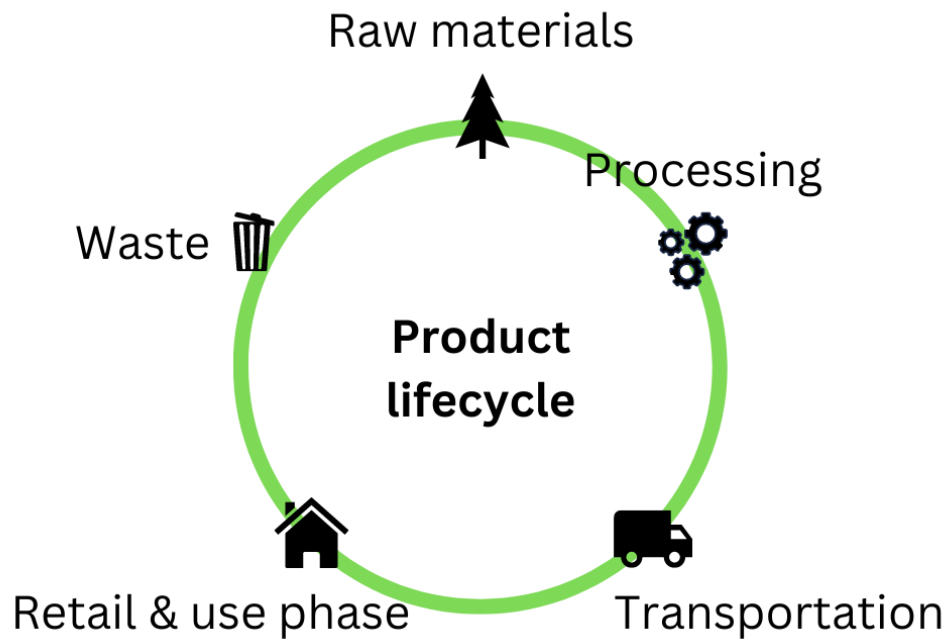 Raw materials
Processing
Waste
Product
lifecycle
Retail & use phase
Transportation